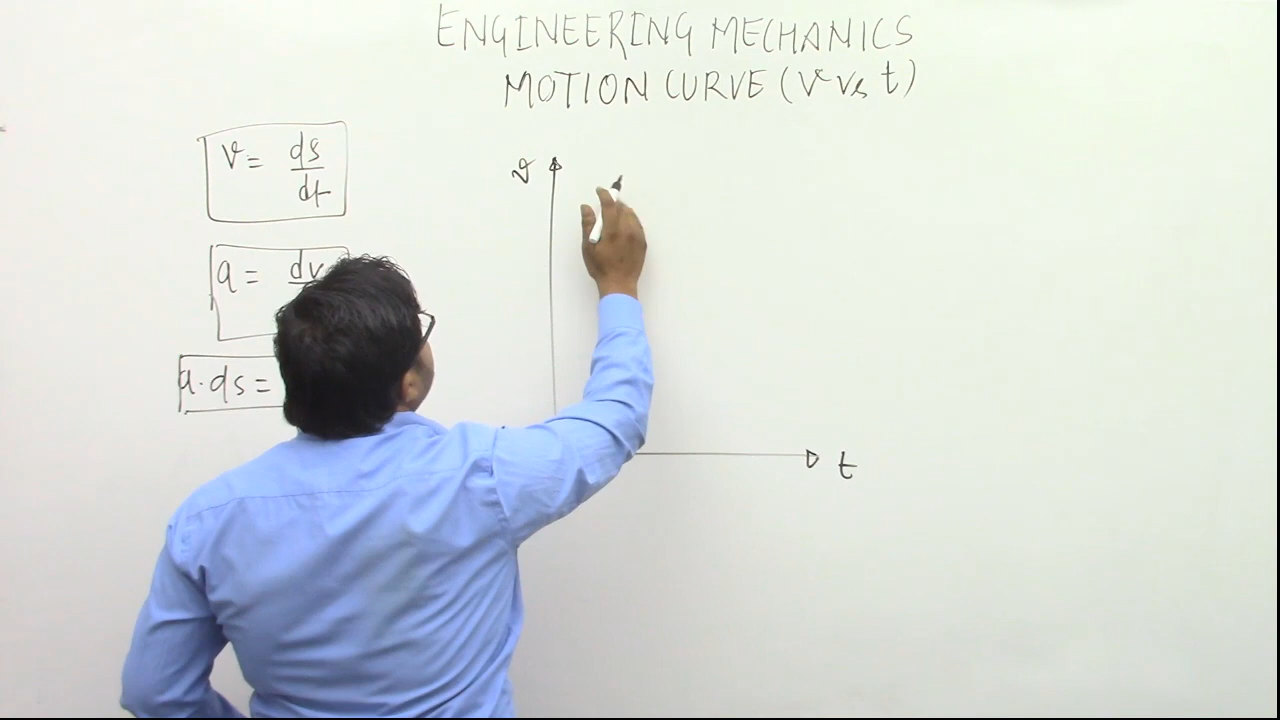 ENGINEERING MECHANICS
MOTION CURVE (v vs t)
v = ds/dt
a = dv
a · ds =
v
t